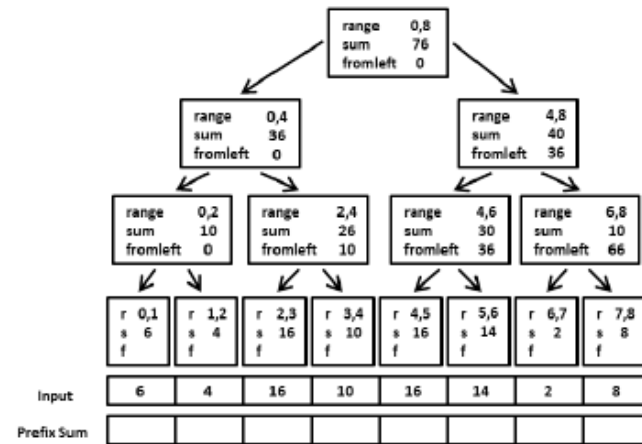 range 0,8
sum 76
fromleft 0
range 0,4
sum 36
fromleft 0
range 4,8
sum 40
fromleft 36
range 0,2
sum 10
fromleft 0
range 2,4
sum 26
fromleft 10
range 4,6
sum 30
fromleft 36
range 6,8
sum 10
fromleft 66
r 0,1
s 6
f
r 1,2
s 4
f
r 2,3
s 16
f
r 3,4
s 10
f
r 4,5
s 16
f
r 5,6
s 14
f
r 6,7
s 2
f
r 7,8
s 8
f
Input 6 4 16 10 16 14 2 8
Prefix Sum